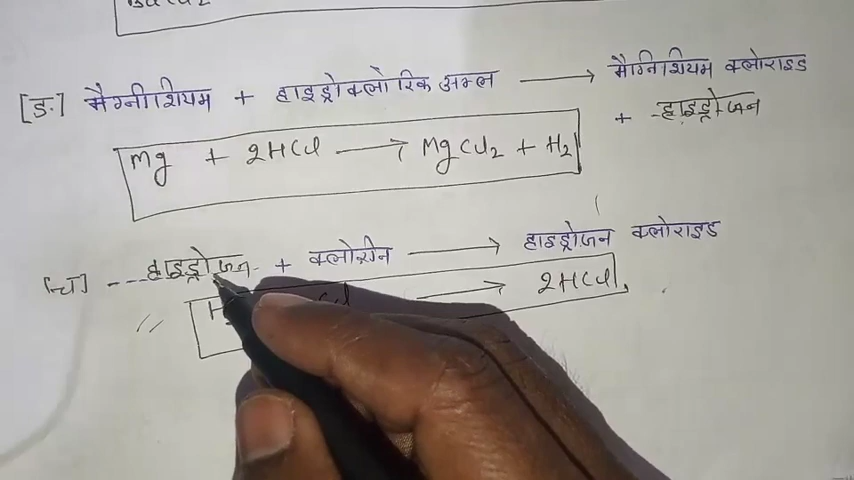 [ङ.] मैग्नीशियम + हाइड्रोक्लोरिक अम्ल ⟶ मैग्निशियम क्लोराइड
+ हाइड्रोजन
Mg + 2HCl ⟶ MgCl₂ + H₂
[च] --- हाइड्रोजन + क्लोरीन ⟶ हाइड्रोजन क्लोराइड
⟶ 2HCl